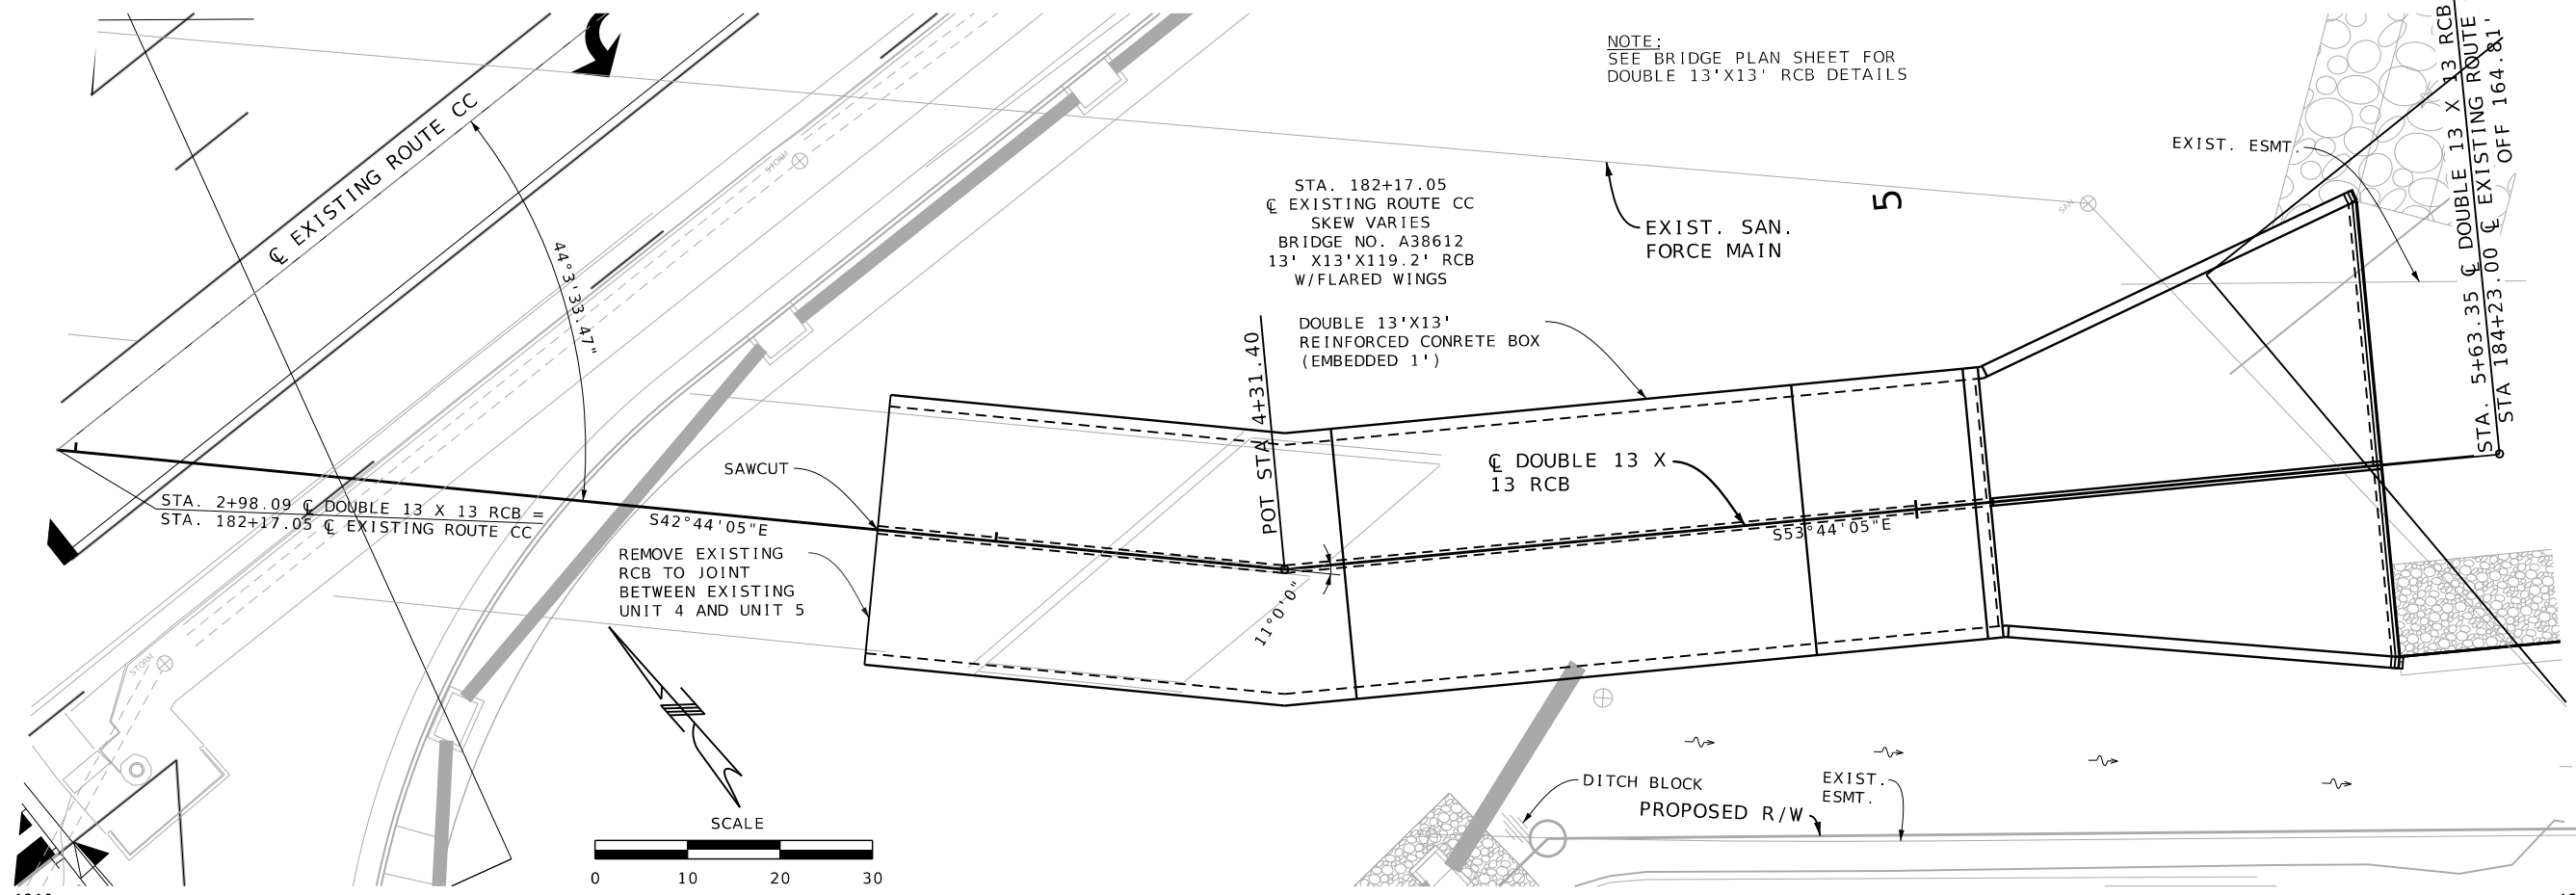 NOTE:
SEE BRIDGE PLAN SHEET FOR
DOUBLE 13'X13' RCB DETAILS
℄ EXISTING ROUTE CC
44°3'33.47"
STORM
STA. 182+17.05
℄ EXISTING ROUTE CC
SKEW VARIES
BRIDGE NO. A38612
13' X13'X119.2' RCB
W/FLARED WINGS
EXIST. SAN.
FORCE MAIN
5
SAN
EXIST. ESMT.
STA. 5+63.35 ℄ DOUBLE 13 X 13 RCB
STA 184+23.00 ℄ EXISTING ROUTE
OFF 164.81'
DOUBLE 13'X13'
REINFORCED CONRETE BOX
(EMBEDDED 1')
POT STA 4+31.40
SAWCUT
℄ DOUBLE 13 X
13 RCB
STA. 2+98.09 ℄ DOUBLE 13 X 13 RCB =
STA. 182+17.05 ℄ EXISTING ROUTE CC
S42°44'05"E
S53°44'05"E
REMOVE EXISTING
RCB TO JOINT
BETWEEN EXISTING
UNIT 4 AND UNIT 5
11°0'0"
STORM
DITCH BLOCK
EXIST.
ESMT.
PROPOSED R/W
SCALE
0 10 20 30